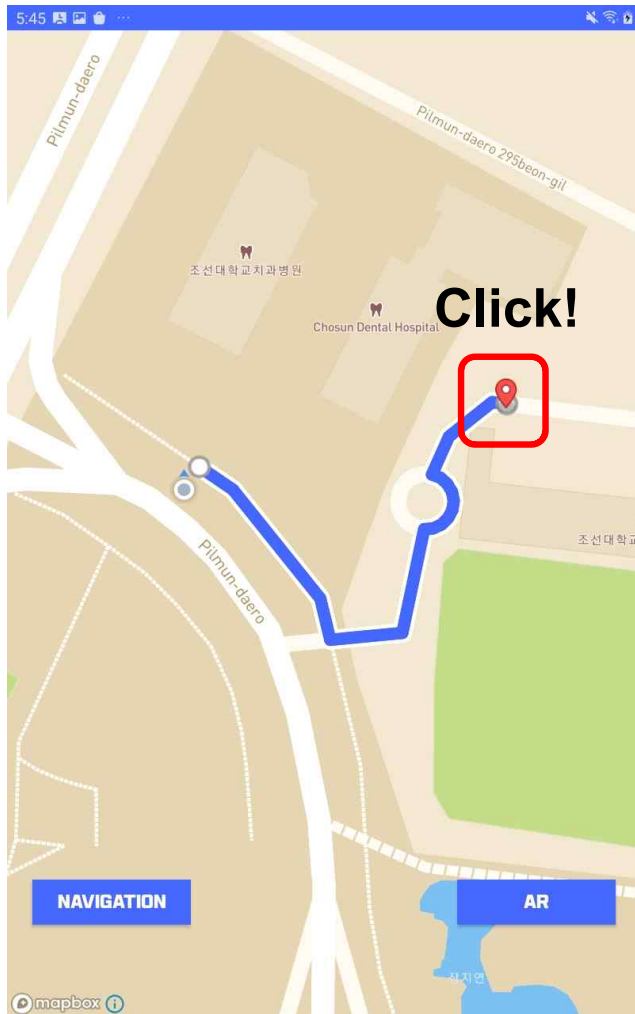 5:45
Pilmun-daero
Pilmun-daero 295beon-gil
조선대학교치과병원
Chosun Dental Hospital
Click!
조선대학교
Pilmun-daero
NAVIGATION
AR
장지연
mapbox